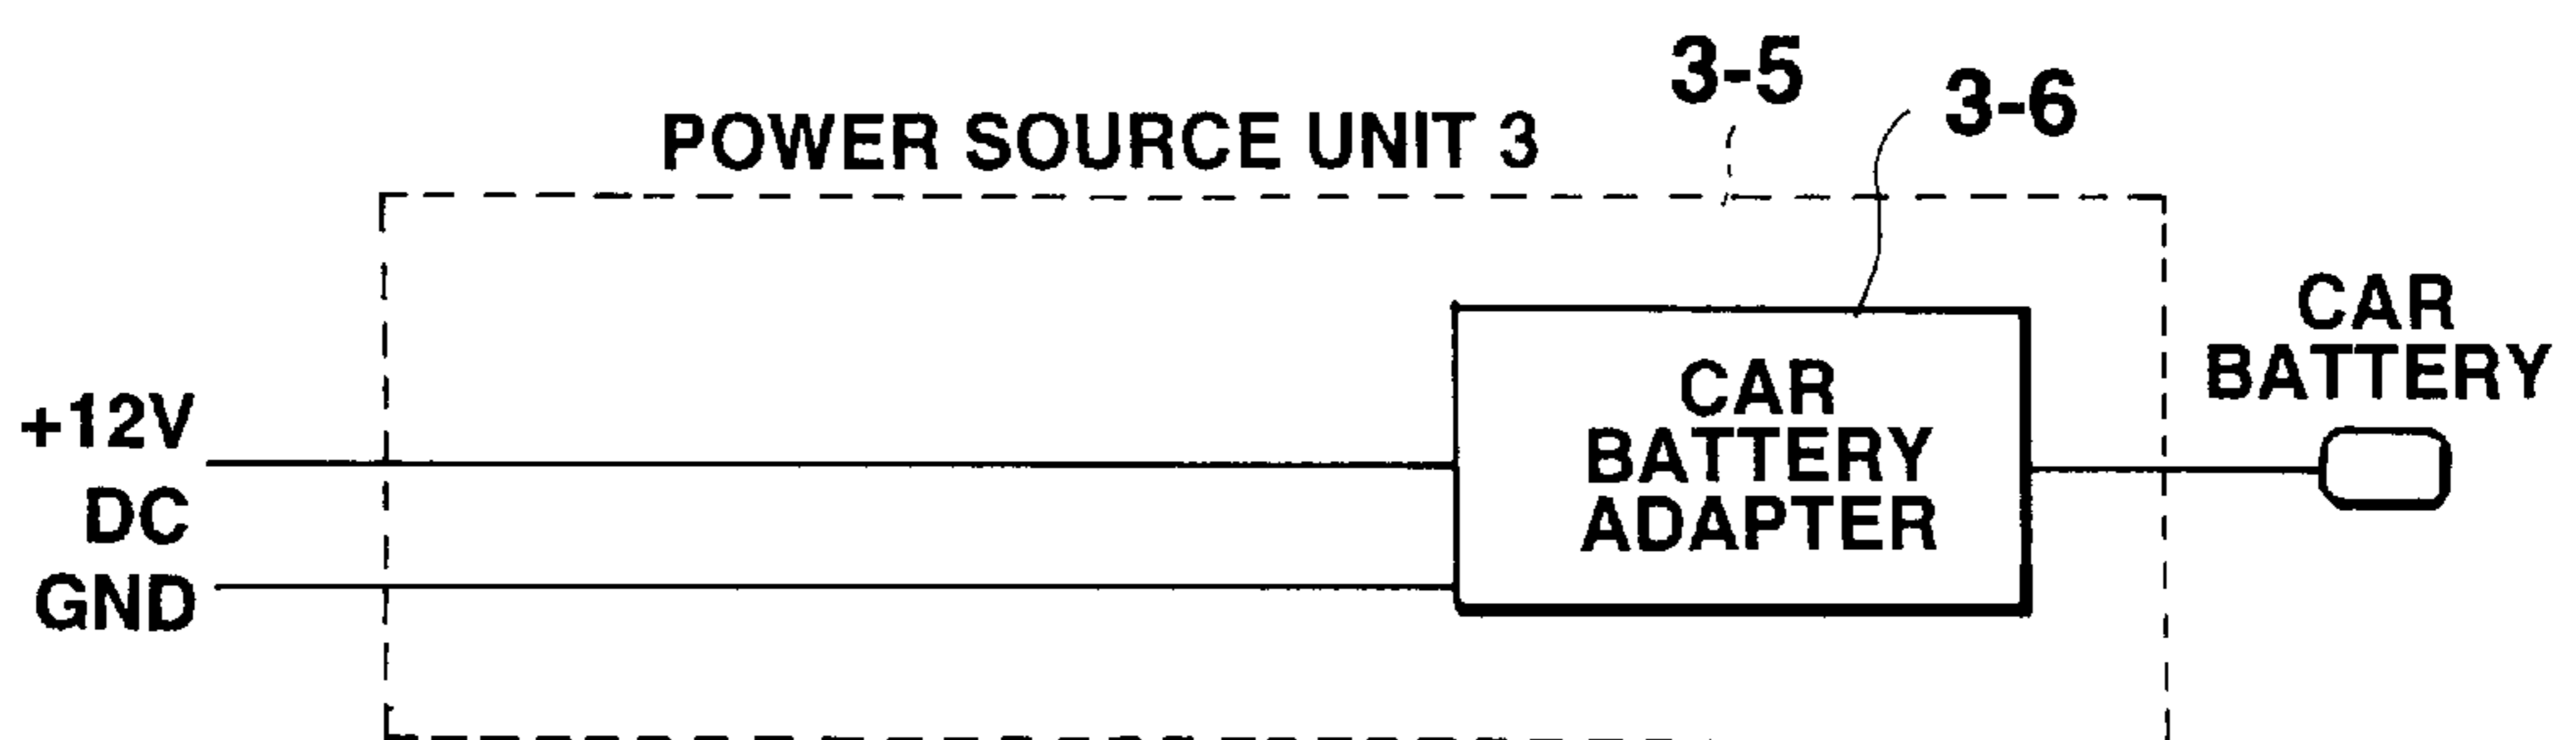 3-5
3-6
POWER SOURCE UNIT 3
CAR
BATTERY
+12V
DC
GND
CAR
BATTERY
ADAPTER